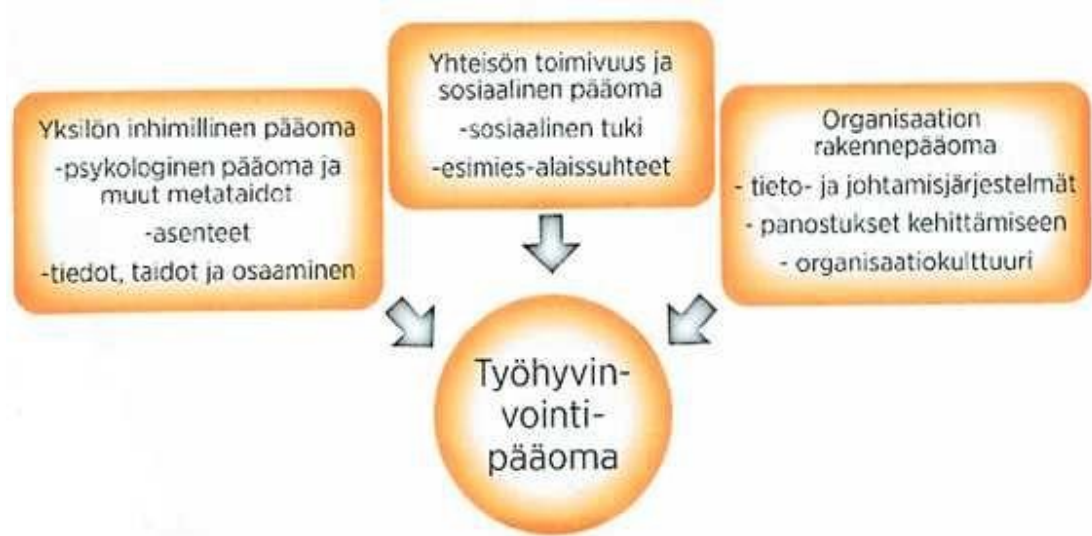 Yksilön inhimillinen pääoma
-psykologinen pääoma ja
muut metataidot
-asenteet
-tiedot, taidot ja osaaminen
Yhteisön toimivuus ja
sosiaalinen pääoma
-sosiaalinen tuki
-esimies-alaissuhteet
Organisaation
rakennepääoma
- tieto- ja johtamisjärjestelmät
- panostukset kehittämiseen
- organisaatiokulttuuri
Työhyvin-
vointi-
pääoma